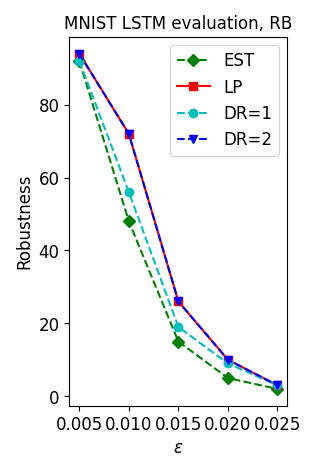 MNIST LSTM evaluation, RB
EST
LP
DR=1
DR=2
Robustness
80
60
40
20
0
0.005 0.010 0.015 0.020 0.025
ε